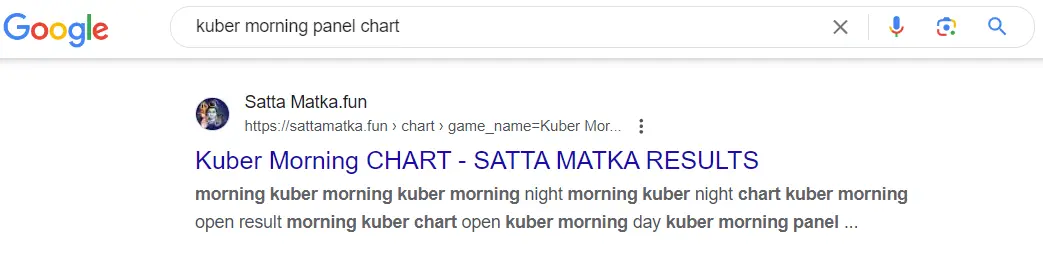 Google
kuber morning panel chart
Satta Matka.fun
https://sattamatka.fun › chart › game_name=Kuber Mor...
Kuber Morning CHART - SATTA MATKA RESULTS
morning kuber morning kuber morning night morning kuber night chart kuber morning
open result morning kuber chart open kuber morning day kuber morning panel ...